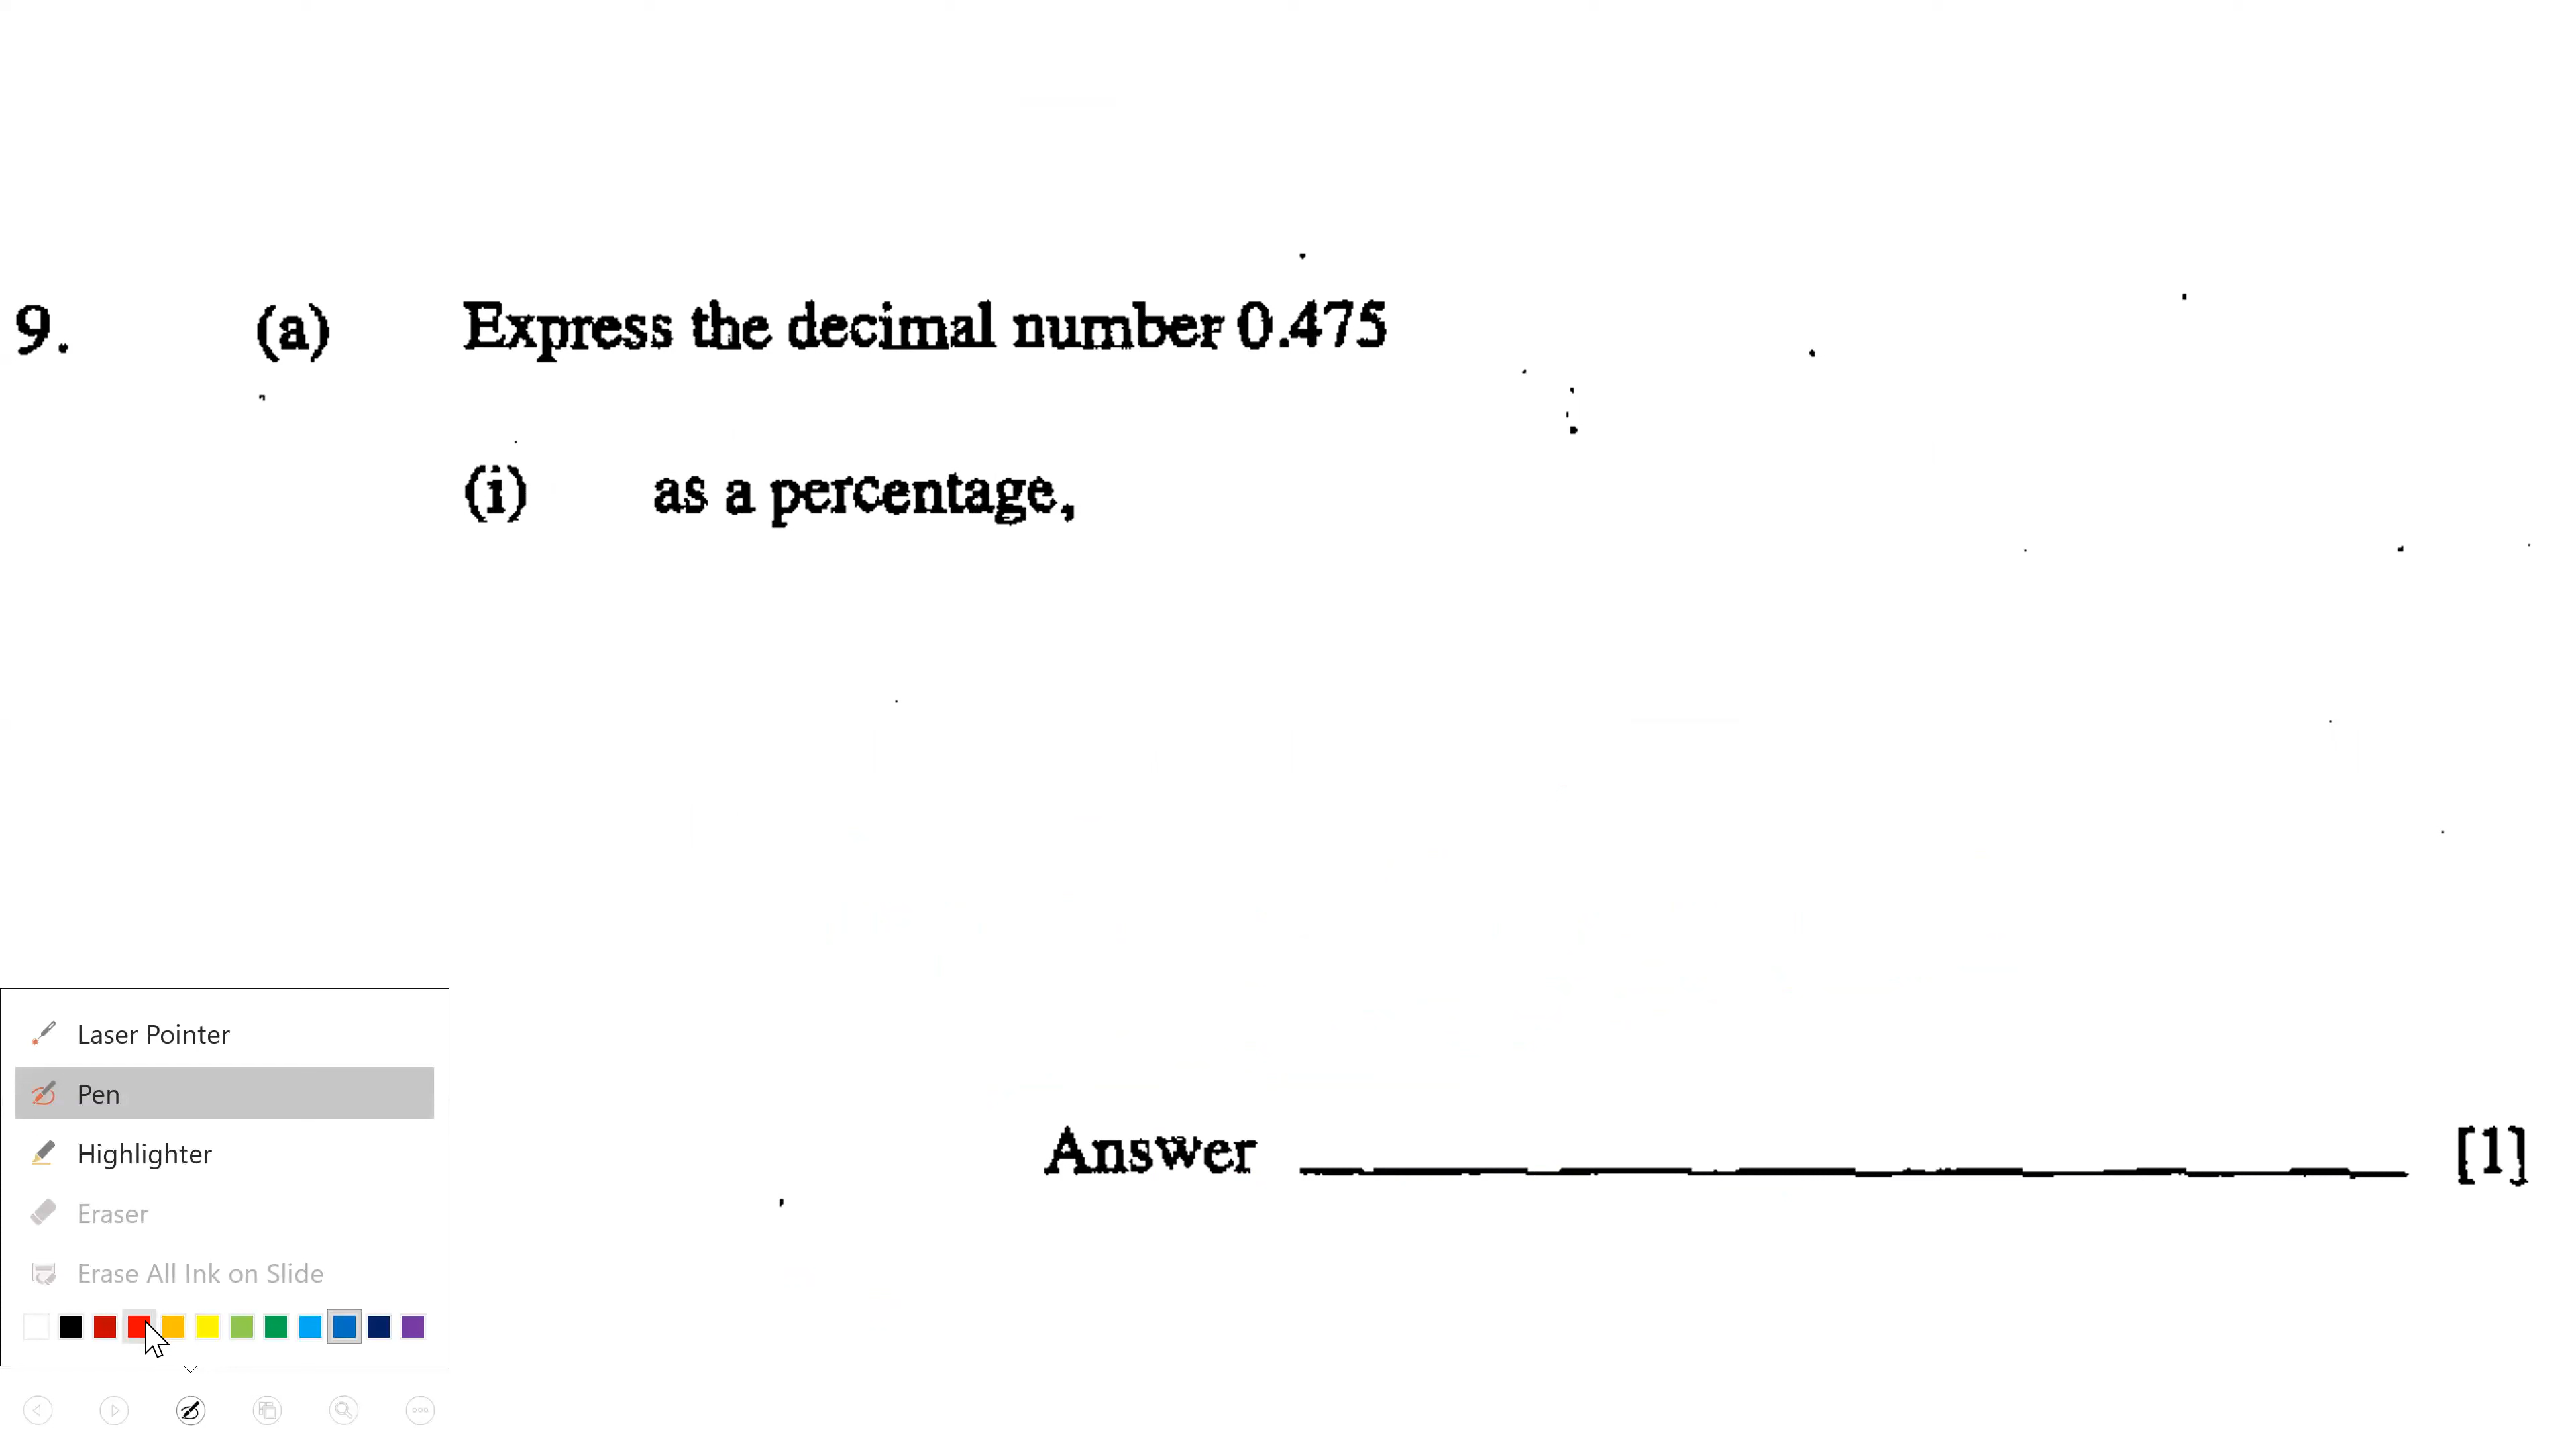 9. (a) Express the decimal number 0.475
(i) as a percentage,
Answer ____________________ [1]
Laser Pointer
Pen
Highlighter
Eraser
Erase All Ink on Slide